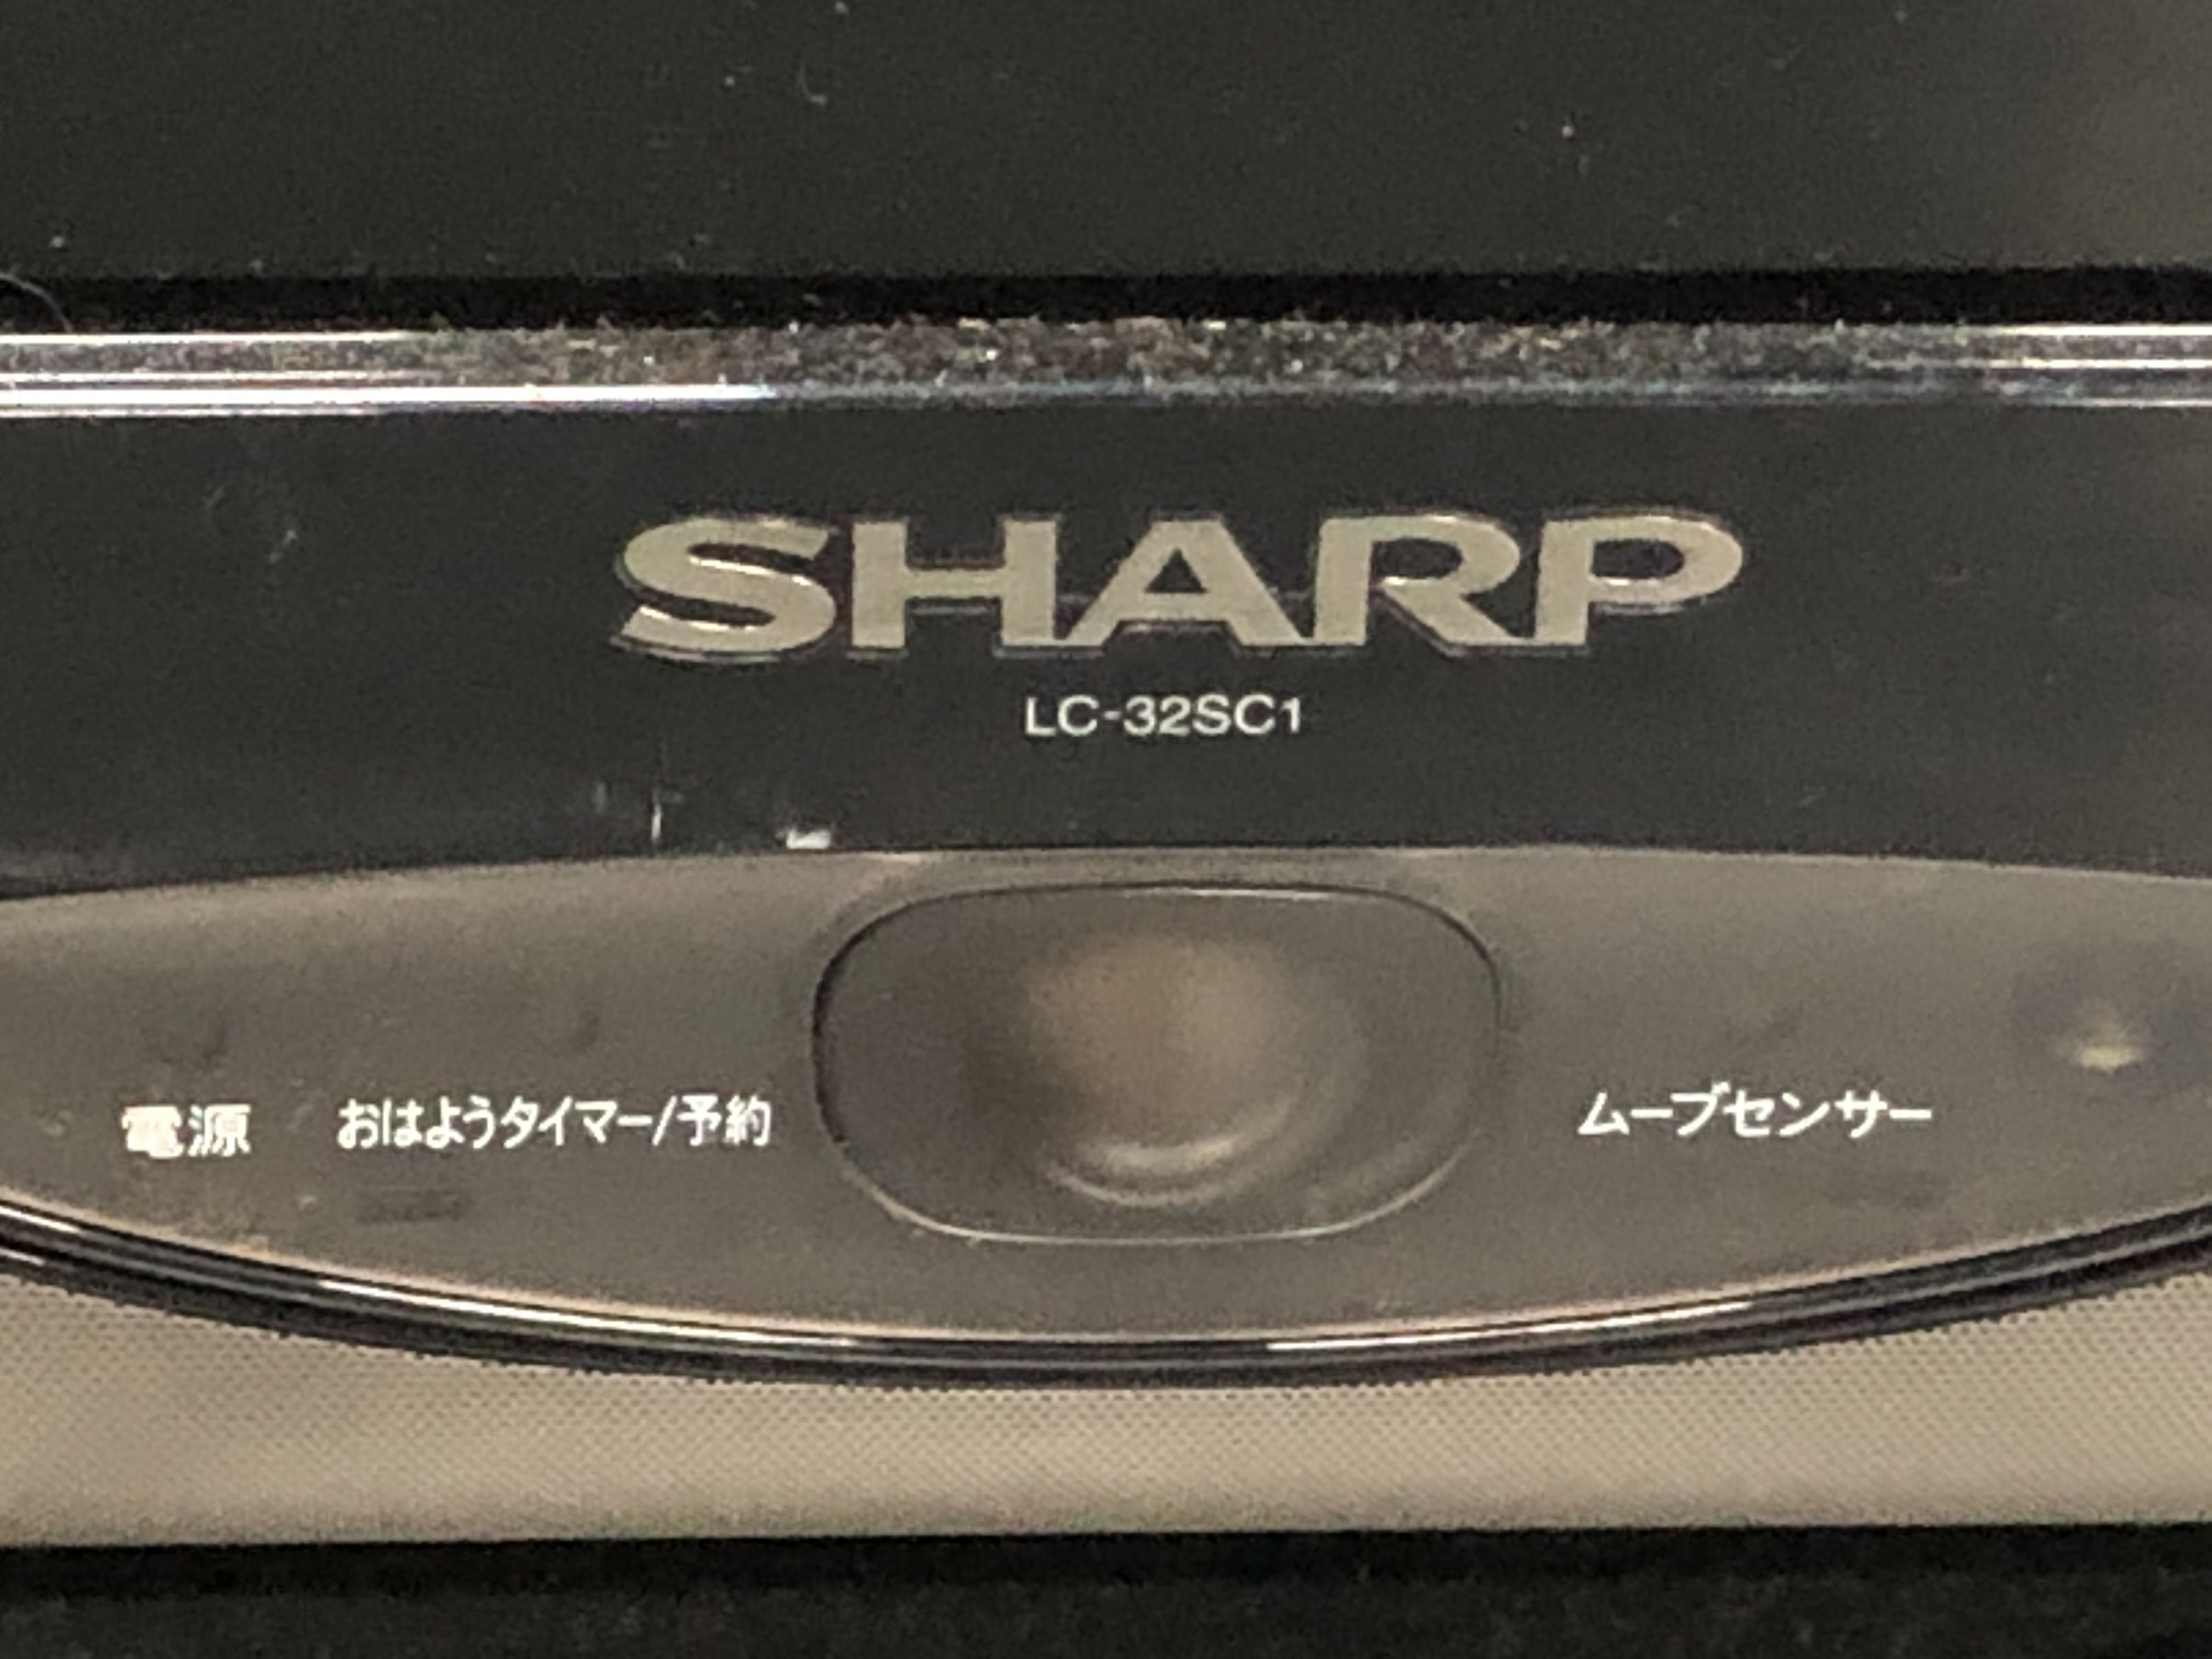 SHARP
LC-32SC1
電源 おはようタイマー/予約 ムーブセンサー